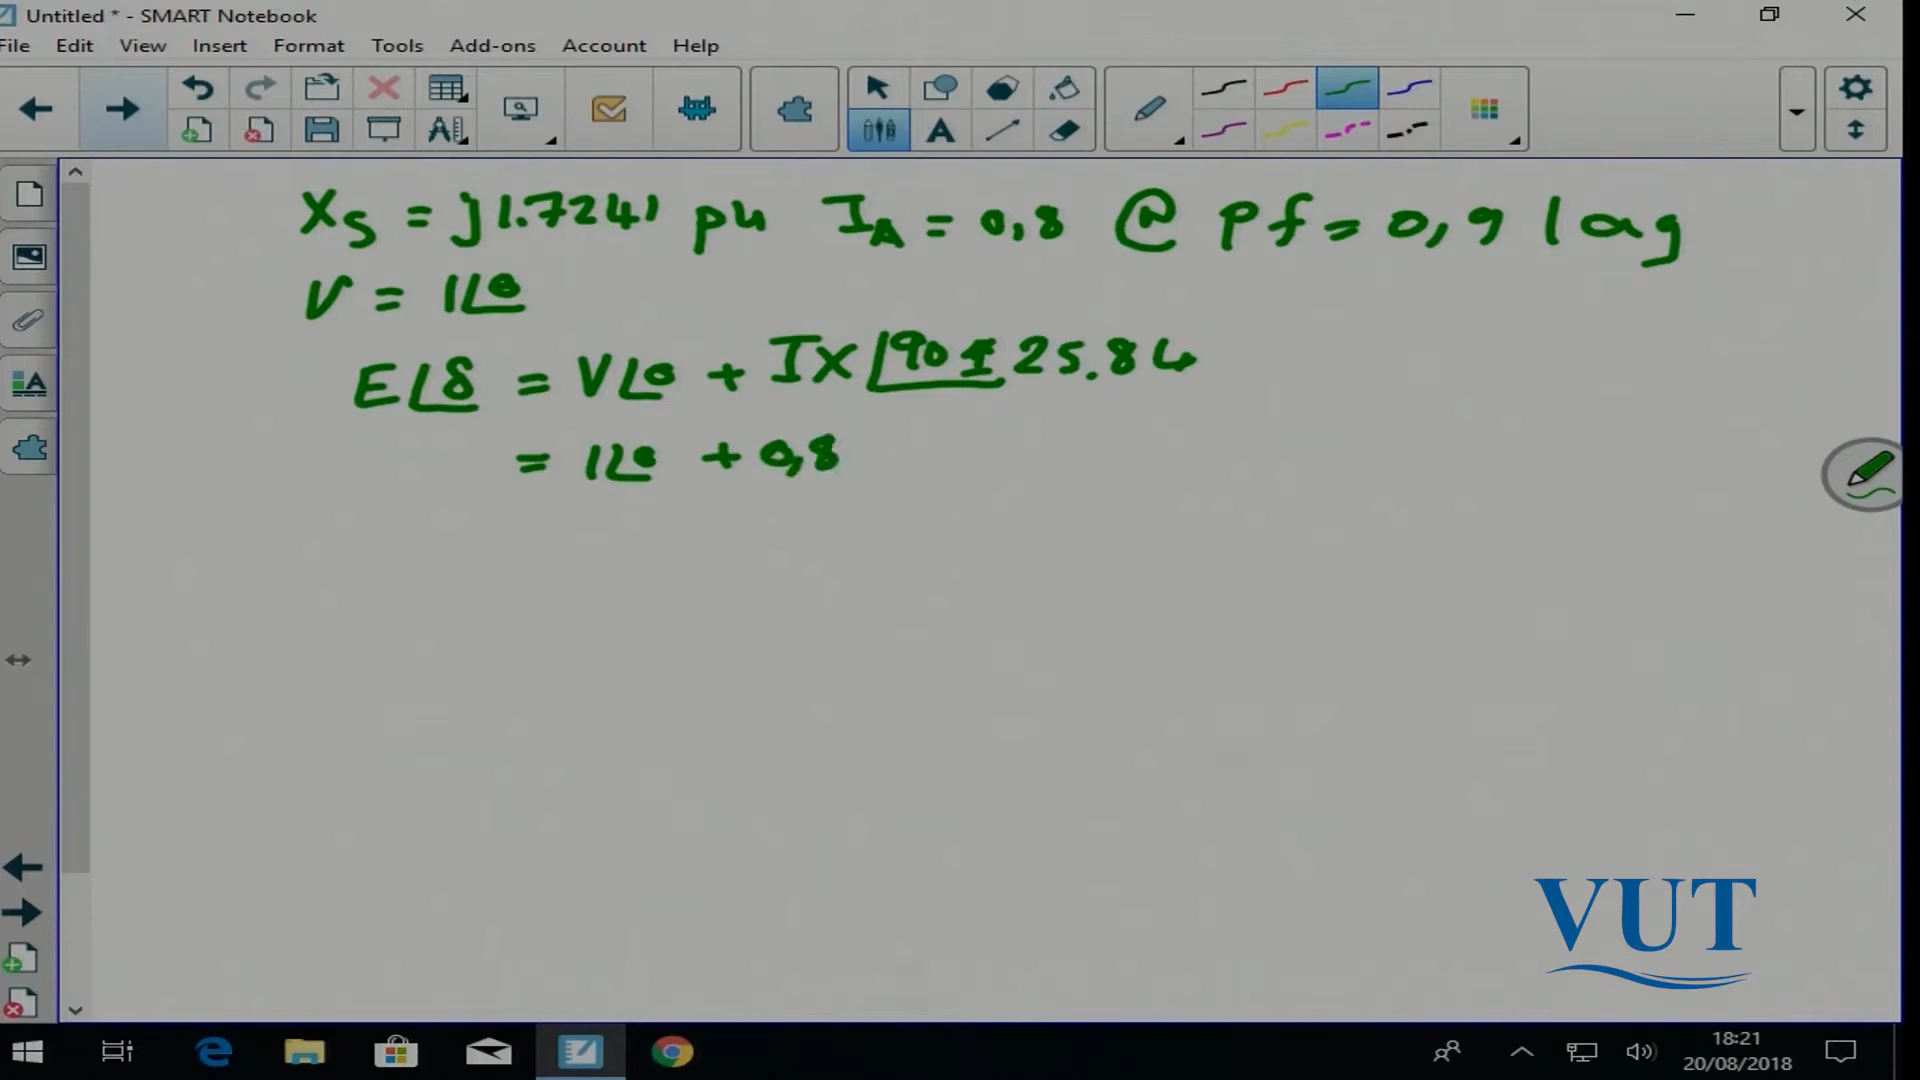 Untitled * - SMART Notebook
File Edit View Insert Format Tools Add-ons Account Help
Xs = j1.7241 pu IA = 0,8 @ pf = 0,9 lag
V = 1∠0
E∠δ = V∠0 + IX∠90 ± 25.84
= 1∠0 + 0,8
VUT
18:21
20/08/2018